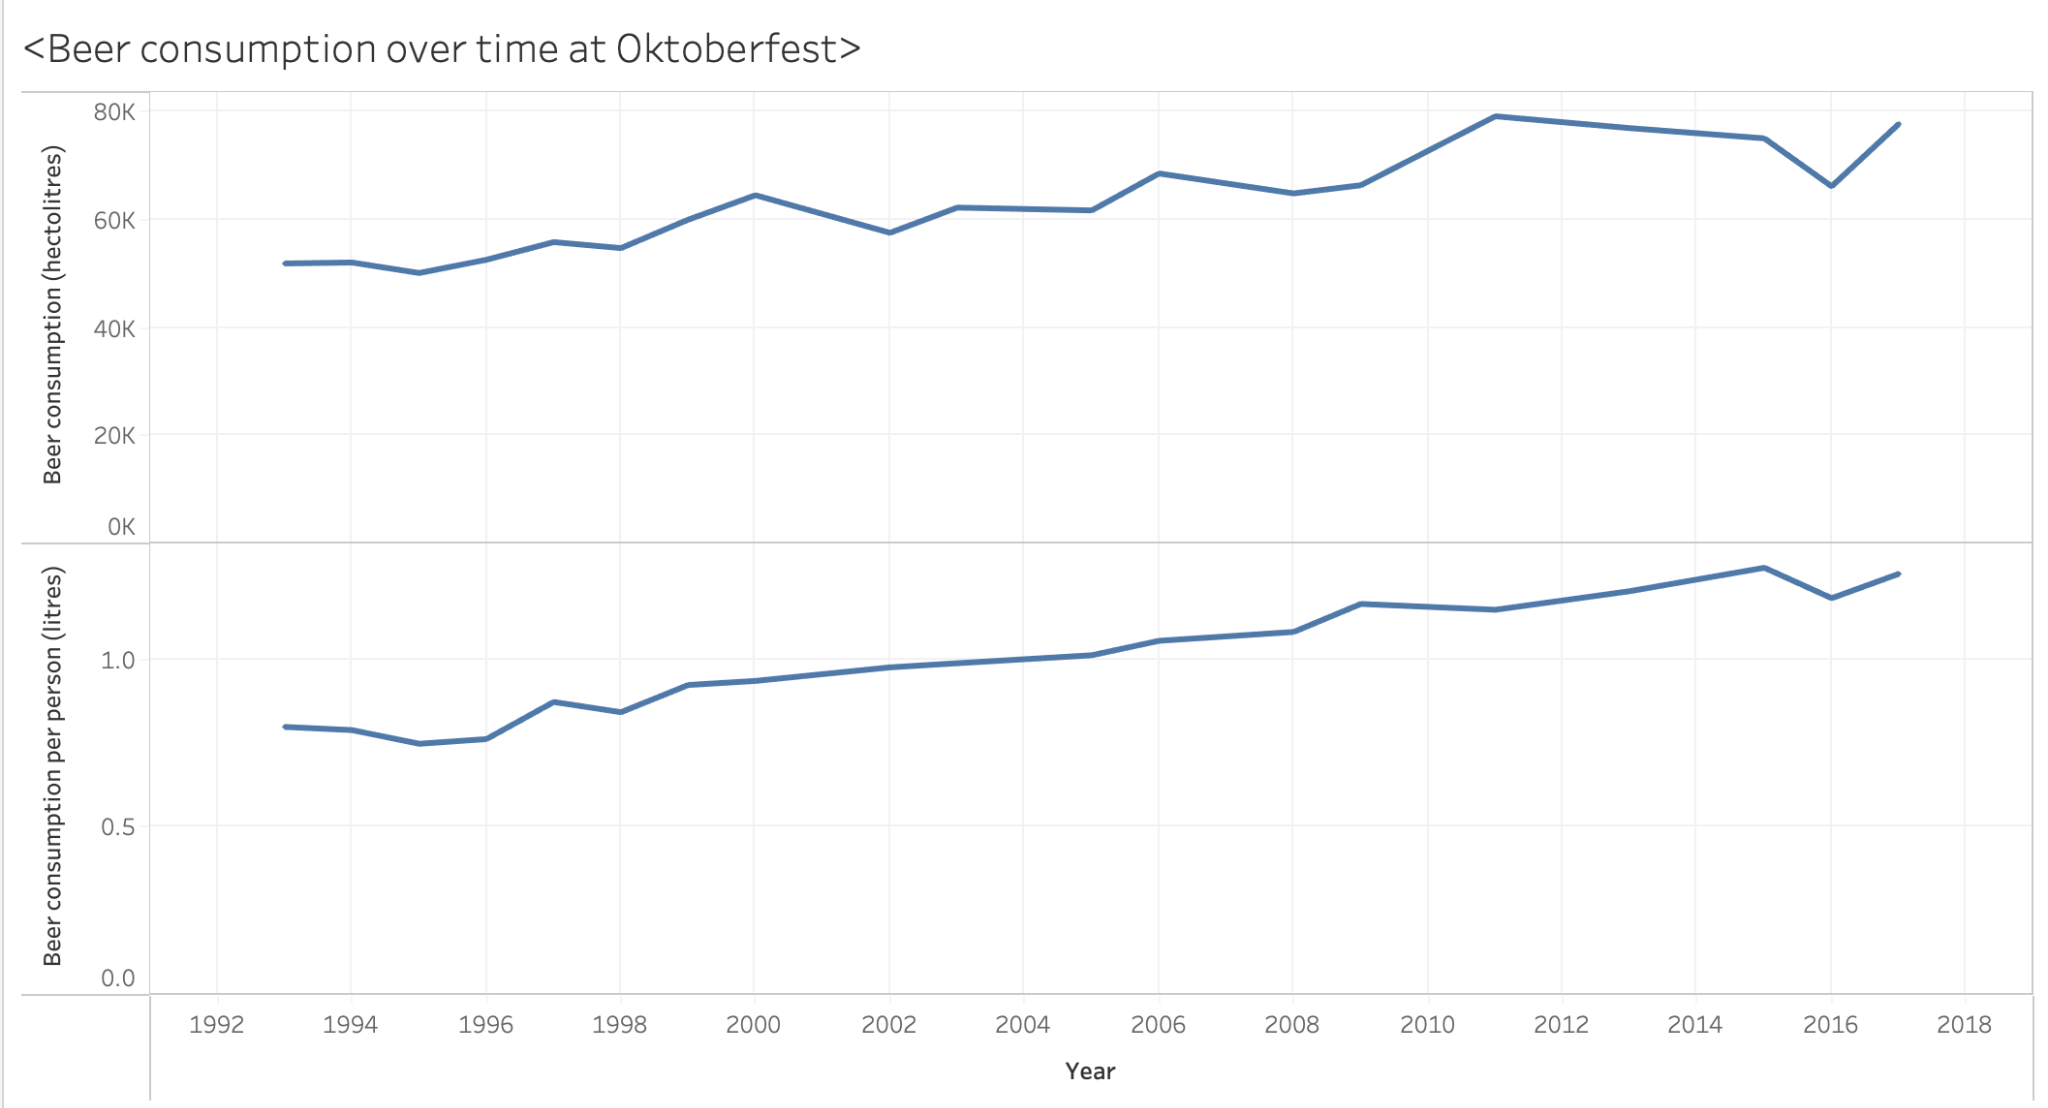 <Beer consumption over time at Oktoberfest>
80K
60K
40K
20K
0K
Beer consumption (hectolitres)
1.0
0.5
0.0
Beer consumption per person (litres)
1992 1994 1996 1998 2000 2002 2004 2006 2008 2010 2012 2014 2016 2018
Year